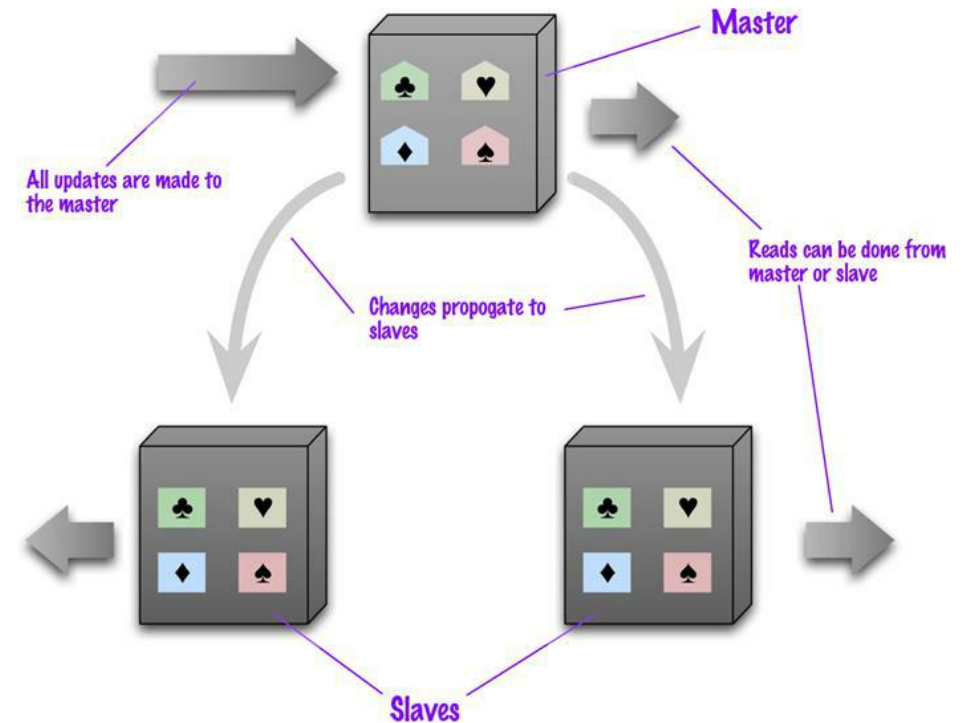 Master
All updates are made to
the master
Reads can be done from
master or slave
Changes propogate to
slaves
Slaves